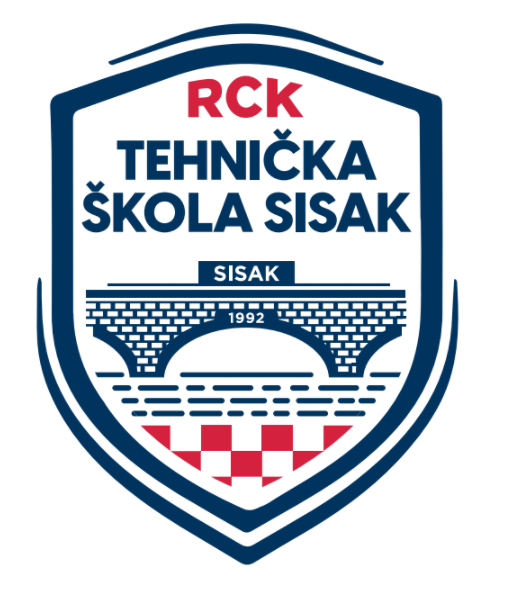 RCK
TEHNIČKA
ŠKOLA SISAK
SISAK
1992